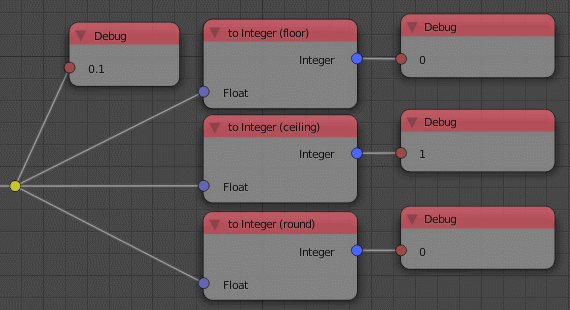 Debug
0.1
to Integer (floor)
Integer
Float
Debug
0
to Integer (ceiling)
Integer
Float
Debug
1
to Integer (round)
Integer
Float
Debug
0